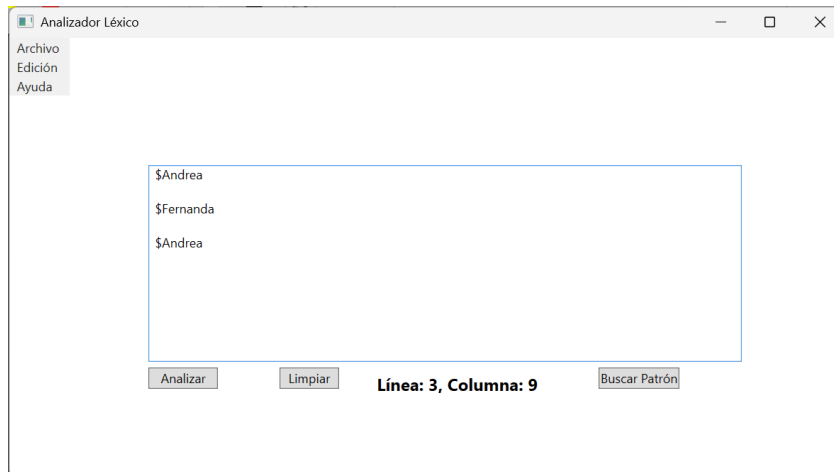 Analizador Léxico
Archivo
Edición
Ayuda
$Andrea
$Fernanda
$Andrea
Analizar
Limpiar
Línea: 3, Columna: 9
Buscar Patrón